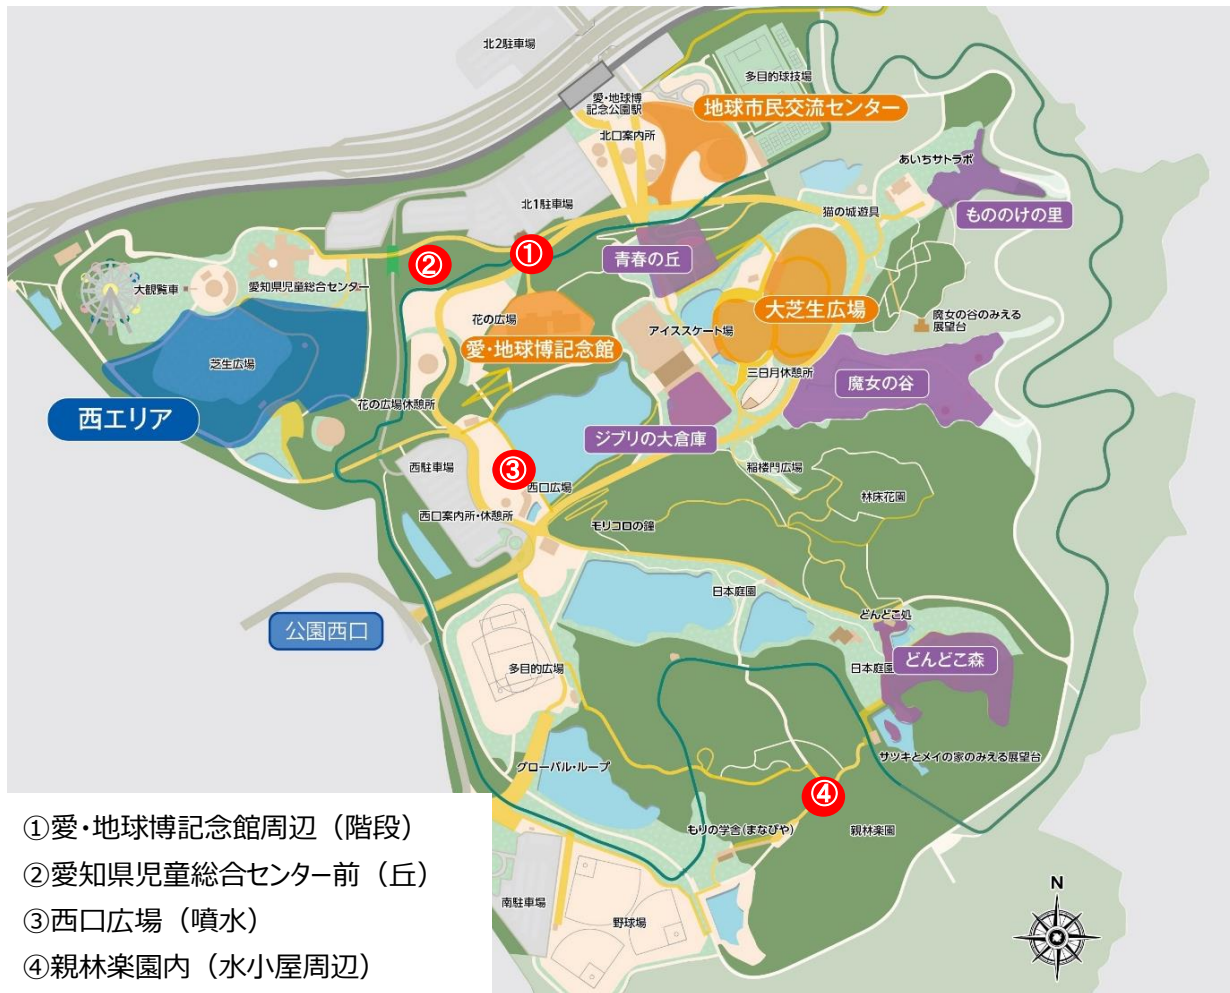 北2駐車場
多目的球技場
愛・地球博
記念公園駅
地球市民交流センター
北口案内所
あいちサトラボ
北1駐車場
猫の城遊具
もののけの里
①
②
青春の丘
愛知県児童総合センター
大観覧車
花の広場
大芝生広場
魔女の谷のみえる
展望台
アイススケート場
愛・地球博記念館
芝生広場
三日月休憩所
魔女の谷
花の広場休憩所
西エリア
ジブリの大倉庫
西駐車場
③
西口広場
稲楼門広場
林床花園
西口案内所・休憩所
モリコロの鐘
日本庭園
どんどこ処
公園西口
多目的広場
日本庭園
どんどこ森
サツキとメイの家のみえる展望台
グローバル・ループ
④
もりの学舎(まなびや)
親林楽園
南駐車場
野球場
N
①愛・地球博記念館周辺（階段）
②愛知県児童総合センター前（丘）
③西口広場（噴水）
④親林楽園内（水小屋周辺）